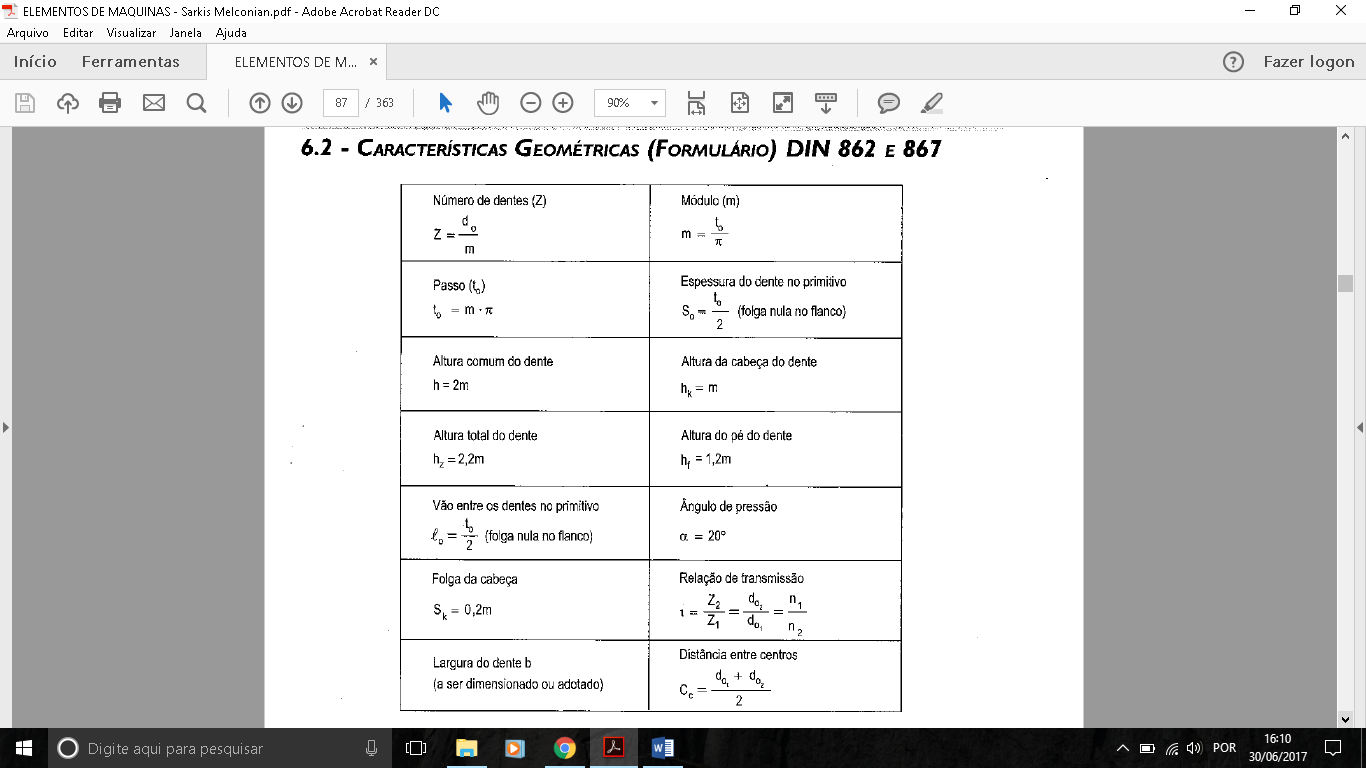 ELEMENTOS DE MAQUINAS - Sarkis Melconian.pdf - Adobe Acrobat Reader DC
Arquivo Editar Visualizar Janela Ajuda
Início Ferramentas ELEMENTOS DE M... × ? Fazer logon
87 / 363 90%
6.2 - CARACTERÍSTICAS GEOMÉTRICAS (FORMULÁRIO) DIN 862 E 867
Número de dentes (Z)
Z = d₀ / m
Módulo (m)
m = t₀ / π
Passo (t₀)
t₀ = m · π
Espessura do dente no primitivo
S₀ = t₀ / 2 (folga nula no flanco)
Altura comum do dente
h = 2m
Altura da cabeça do dente
hₖ = m
Altura total do dente
h_z = 2,2m
Altura do pé do dente
h_f = 1,2m
Vão entre os dentes no primitivo
ℓ₀ = t₀ / 2 (folga nula no flanco)
Ângulo de pressão
α = 20°
Folga da cabeça
Sₖ = 0,2m
Relação de transmissão
i = Z₂ / Z₁ = d₀₂ / d₀₁ = n₁ / n₂
Largura do dente b
(a ser dimensionado ou adotado)
Distância entre centros
C_c = d₀₁ + d₀₂ / 2
Digite aqui para pesquisar
POR
16:10
30/06/2017